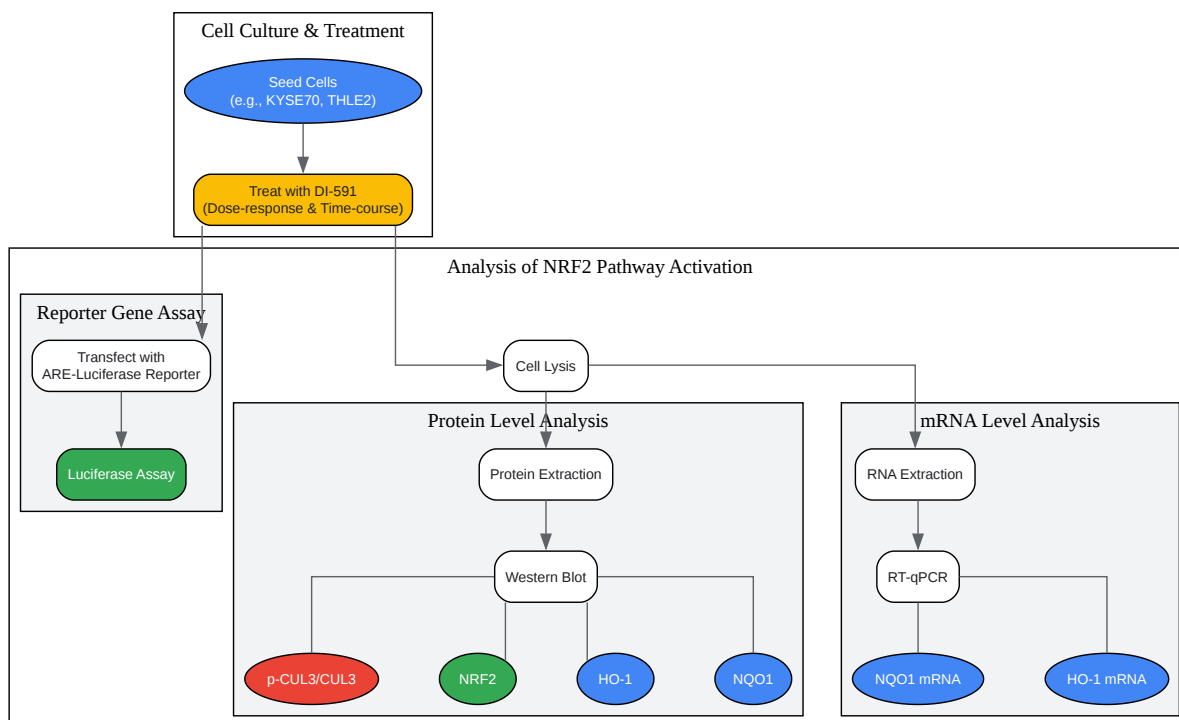 Cell Culture & Treatment
Seed Cells
(e.g., KYSE70, THLE2)
Treat with DI-591
(Dose-response & Time-course)
Analysis of NRF2 Pathway Activation
Reporter Gene Assay
Transfect with
ARE-Luciferase Reporter
Luciferase Assay
Cell Lysis
Protein Level Analysis
Protein Extraction
Western Blot
p-CUL3/CUL3
NRF2
HO-1
NQO1
mRNA Level Analysis
RNA Extraction
RT-qPCR
NQO1 mRNA
HO-1 mRNA